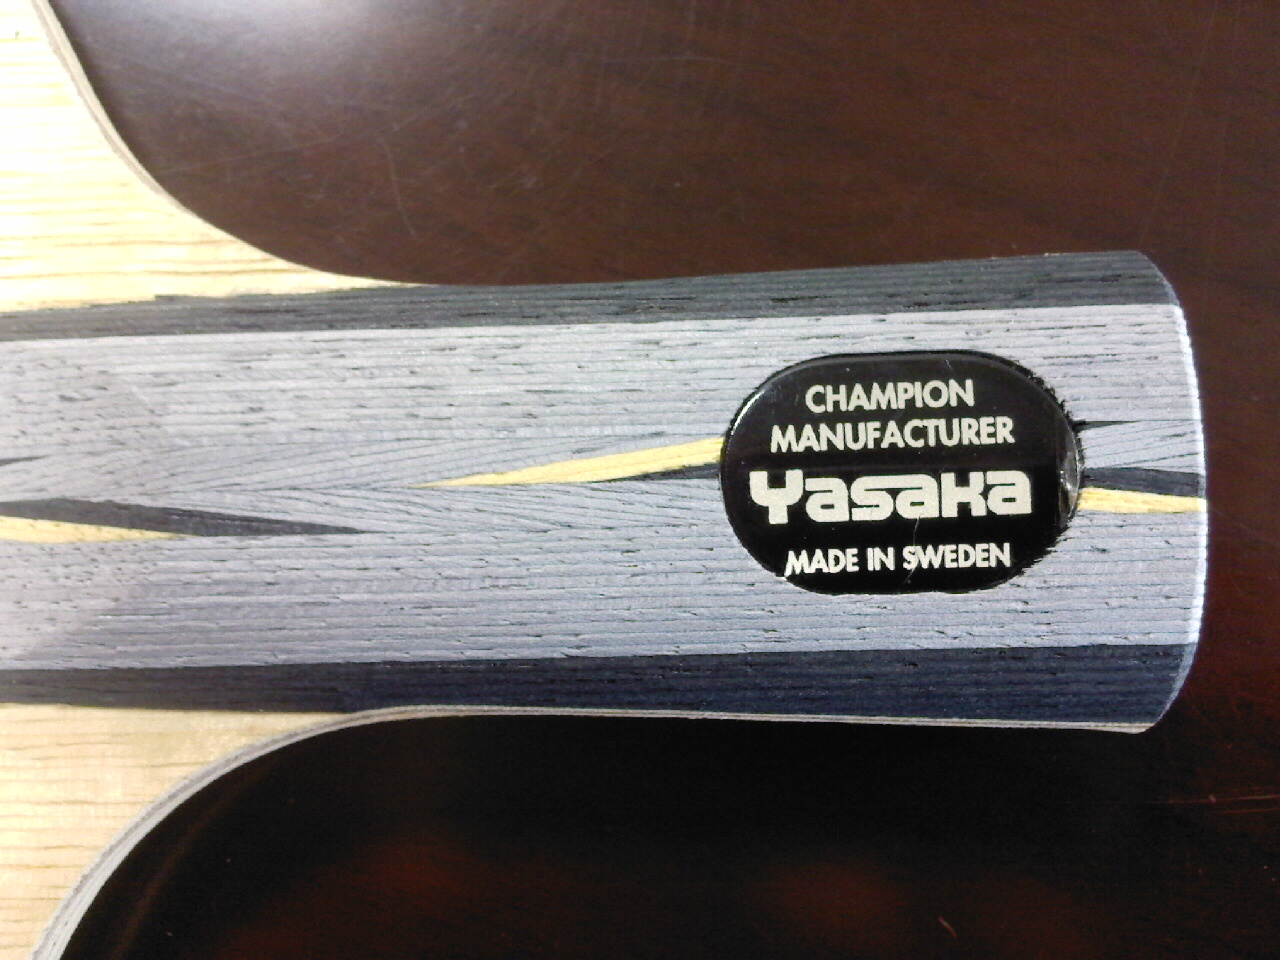 CHAMPION
MANUFACTURER
Yasaka
MADE IN SWEDEN